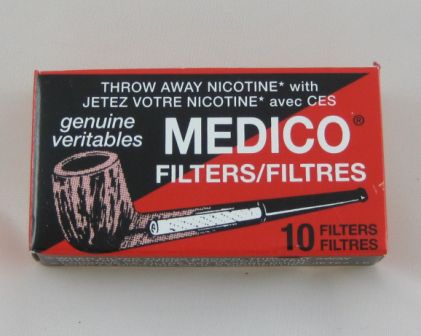 THROW AWAY NICOTINE* with
JETEZ VOTRE NICOTINE* avec CES
genuine
veritables
MEDICO®
FILTERS/FILTRES
10 FILTERS
FILTRES